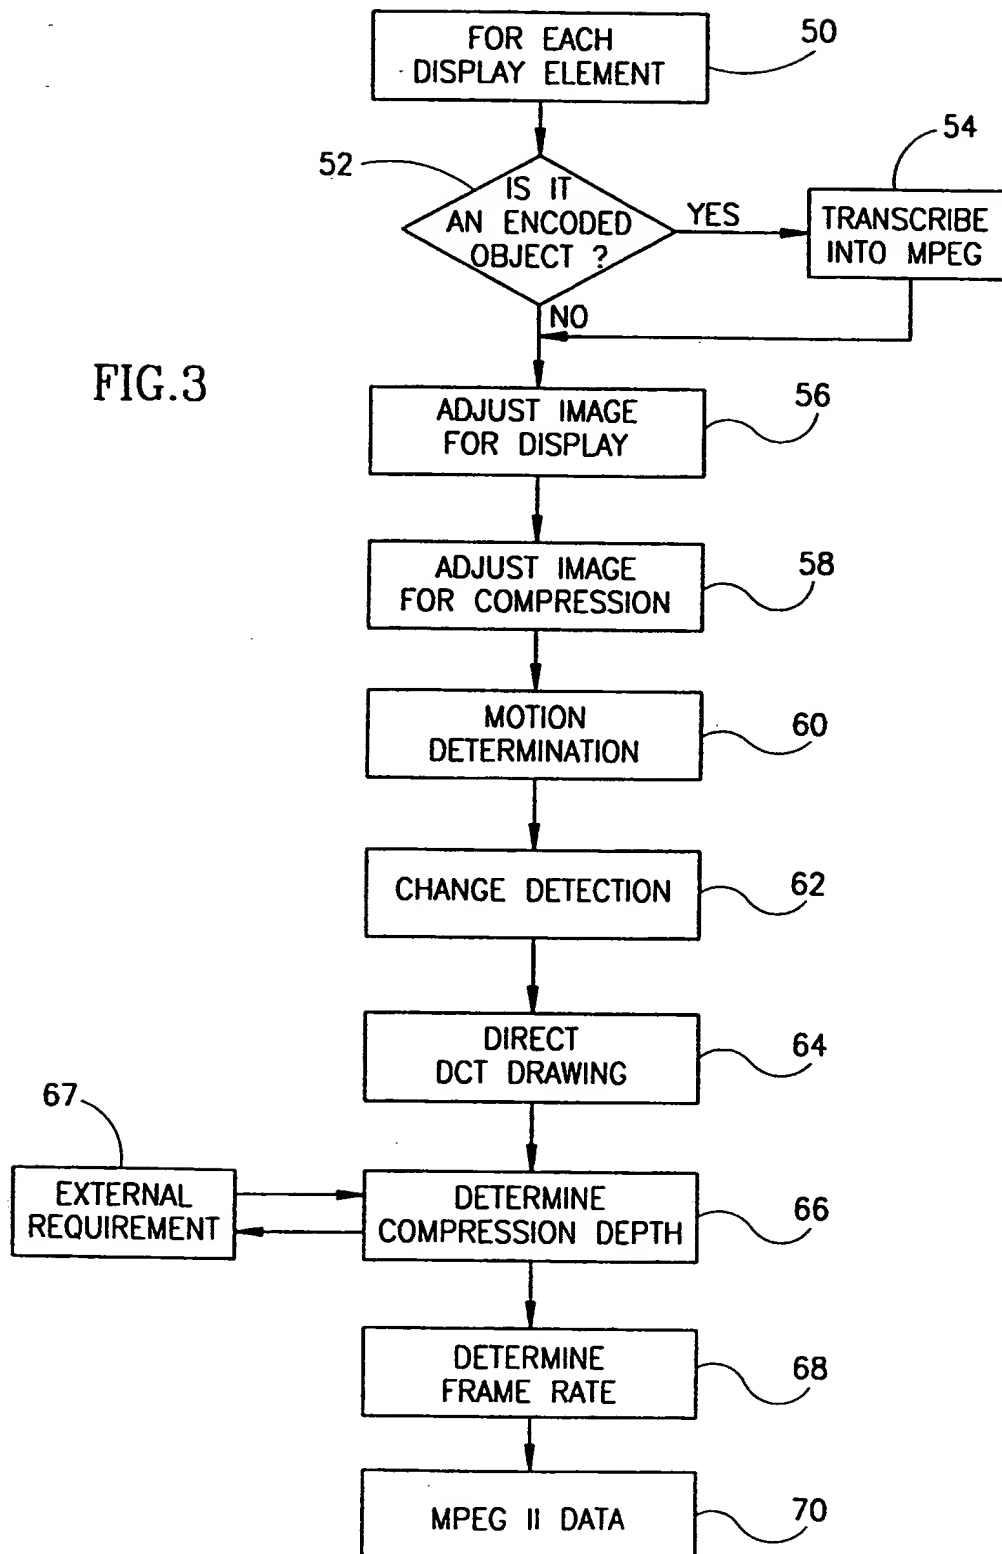 FOR EACH
DISPLAY ELEMENT
50
52
IS IT
AN ENCODED
OBJECT ?
YES
54
TRANSCRIBE
INTO MPEG
NO
FIG.3
ADJUST IMAGE
FOR DISPLAY
56
ADJUST IMAGE
FOR COMPRESSION
58
MOTION
DETERMINATION
60
CHANGE DETECTION
62
DIRECT
DCT DRAWING
64
67
EXTERNAL
REQUIREMENT
DETERMINE
COMPRESSION DEPTH
66
DETERMINE
FRAME RATE
68
MPEG II DATA
70